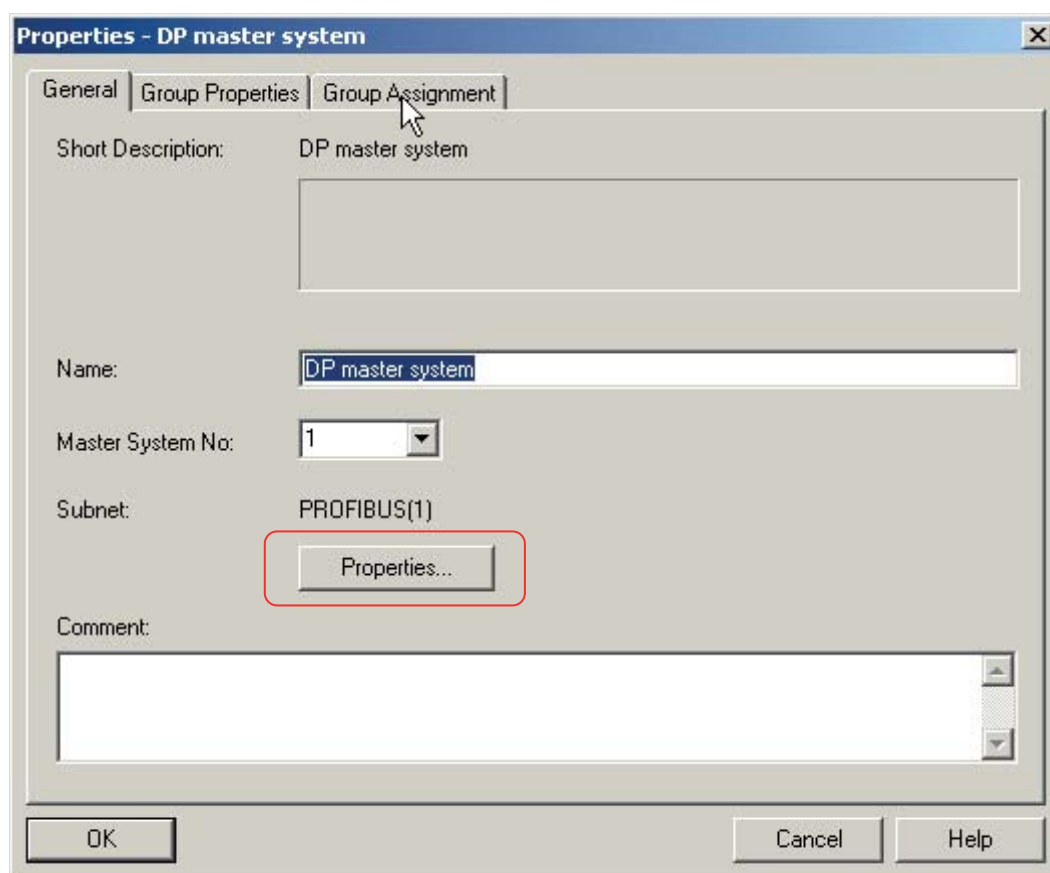 Properties - DP master system
General Group Properties Group Assignment
Short Description: DP master system
Name: DP master system
Master System No: 1
Subnet: PROFIBUS(1)
Properties...
Comment:
OK Cancel Help